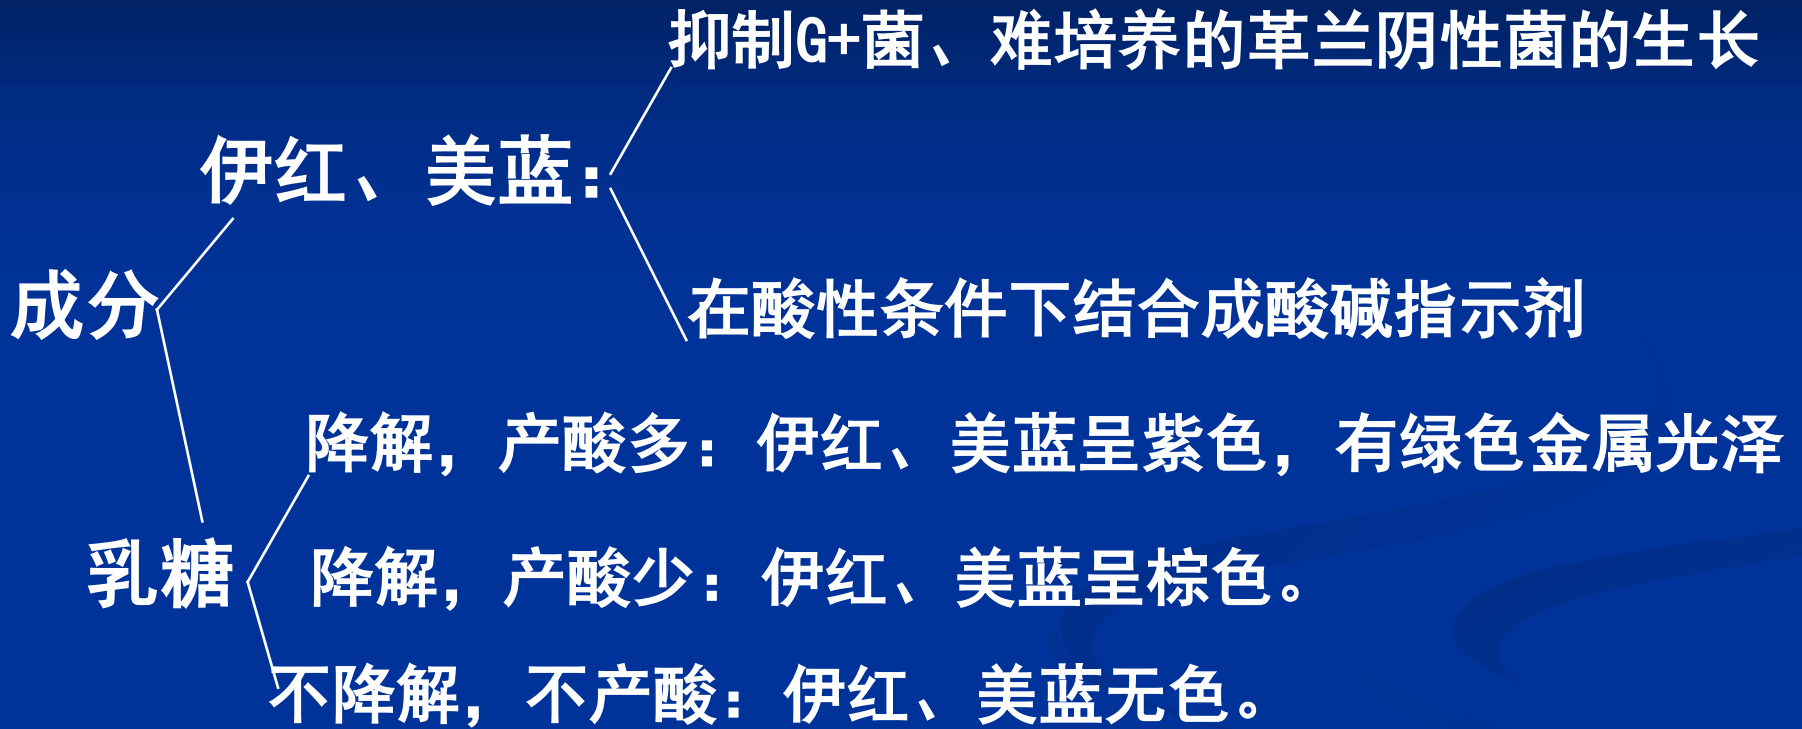 抑制G+菌、难培养的革兰阴性菌的生长
伊红、美蓝：
成分
在酸性条件下结合成酸碱指示剂
降解，产酸多：伊红、美蓝呈紫色，有绿色金属光泽
乳糖
降解，产酸少：伊红、美蓝呈棕色。
不降解，不产酸：伊红、美蓝无色。